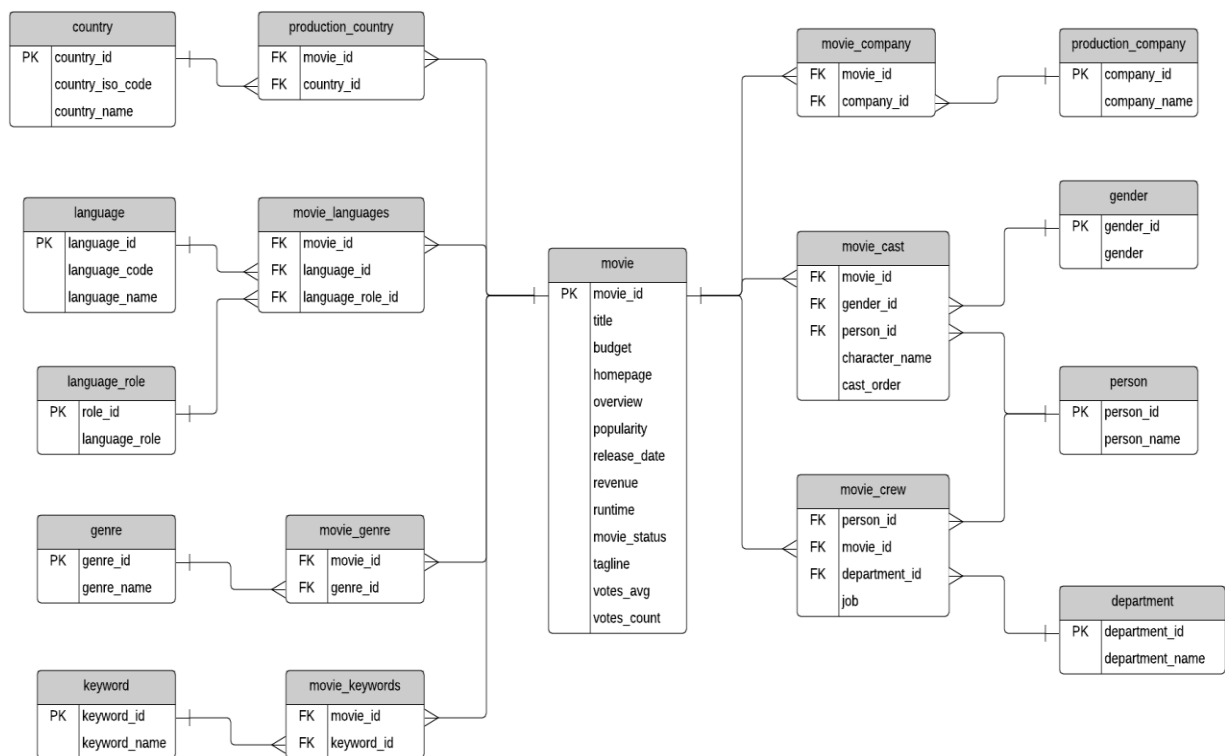 country
PK country_id
country_iso_code
country_name
production_country
FK movie_id
FK country_id
language
PK language_id
language_code
language_name
movie_languages
FK movie_id
FK language_id
FK language_role_id
language_role
PK role_id
language_role
genre
PK genre_id
genre_name
movie_genre
FK movie_id
FK genre_id
keyword
PK keyword_id
keyword_name
movie_keywords
FK movie_id
FK keyword_id
movie
PK movie_id
title
budget
homepage
overview
popularity
release_date
revenue
runtime
movie_status
tagline
votes_avg
votes_count
movie_company
FK movie_id
FK company_id
production_company
PK company_id
company_name
gender
PK gender_id
gender
movie_cast
FK movie_id
FK gender_id
FK person_id
character_name
cast_order
person
PK person_id
person_name
movie_crew
FK person_id
FK movie_id
FK department_id
job
department
PK department_id
department_name